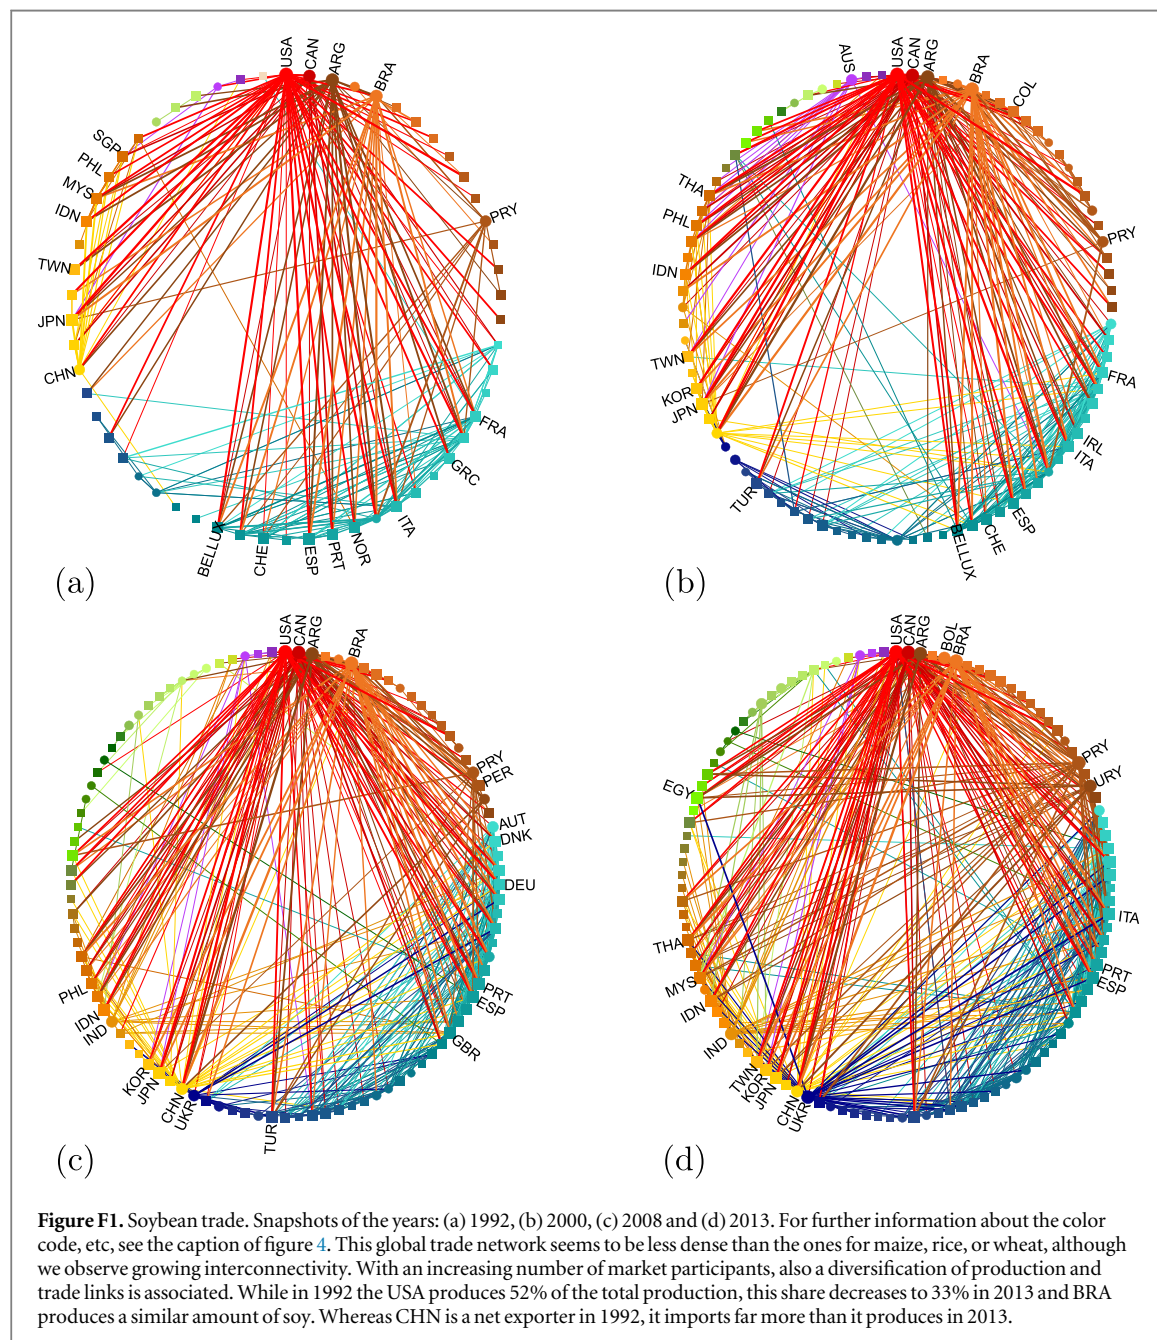 USA
CAN
ARG
BRA
SGP
PHL
MYS
IDN
TWN
JPN
CHN
PRY
FRA
GRC
ITA
NOR
PRT
ESP
CHE
BELLUX
(a)
AUS
USA
CAN
ARG
BRA
COL
THA
PHL
IDN
TWN
KOR
JPN
TUR
PRY
FRA
IRL
ITA
ESP
CHE
BELLUX
(b)
USA
CAN
ARG
BRA
PRY
PER
AUT
DNK
DEU
PRT
ESP
GBR
PHL
IDN
IND
KOR
JPN
CHN
UKR
TUR
(c)
USA
CAN
ARG
BOL
BRA
PRY
URY
EGY
ITA
THA
MYS
PRT
ESP
IDN
IND
TWN
KOR
JPN
CHN
UKR
(d)
Figure F1. Soybean trade. Snapshots of the years: (a) 1992, (b) 2000, (c) 2008 and (d) 2013. For further information about the color
code, etc, see the caption of figure 4. This global trade network seems to be less dense than the ones for maize, rice, or wheat, although
we observe growing interconnectivity. With an increasing number of market participants, also a diversification of production and
trade links is associated. While in 1992 the USA produces 52% of the total production, this share decreases to 33% in 2013 and BRA
produces a similar amount of soy. Whereas CHN is a net exporter in 1992, it imports far more than it produces in 2013.